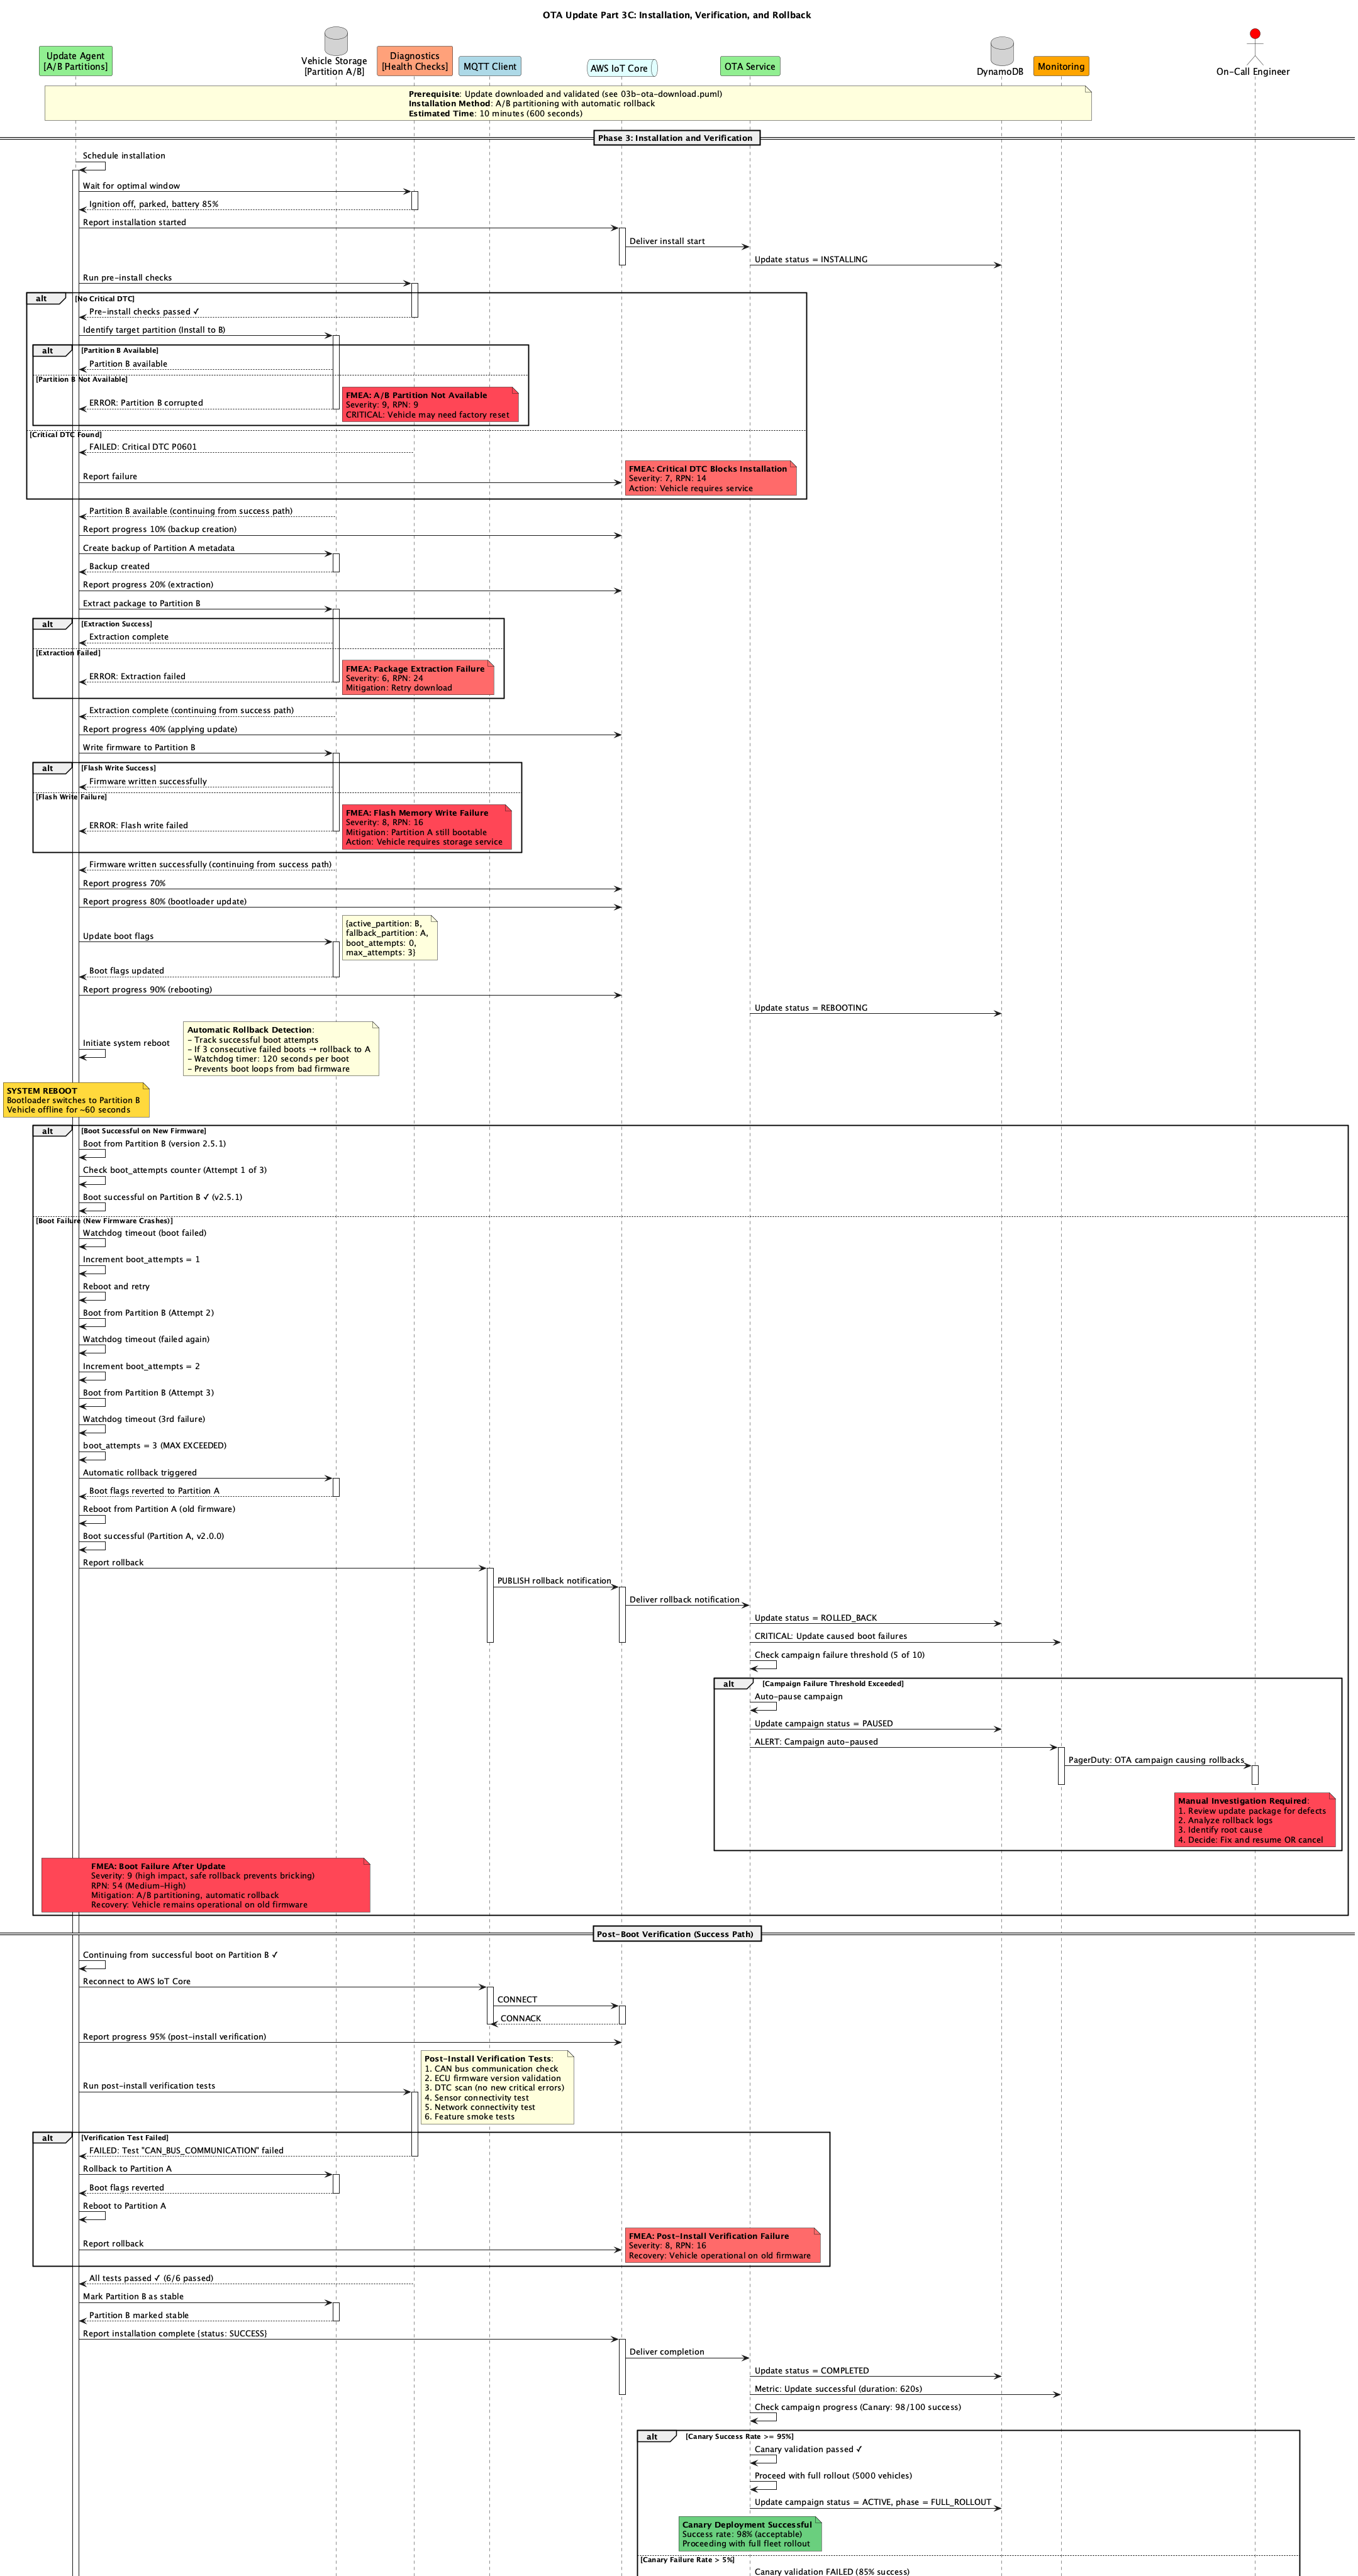 OTA Update Part 3C: Installation, Verification, and Rollback
Update Agent
[A/B Partitions]
Vehicle Storage
[Partition A/B]
Diagnostics
[Health Checks]
MQTT Client
AWS IoT Core
OTA Service
DynamoDB
Monitoring
On-Call Engineer
Prerequisite: Update downloaded and validated (see 03b-ota-download.puml)
Installation Method: A/B partitioning with automatic rollback
Estimated Time: 10 minutes (600 seconds)
Phase 3: Installation and Verification
Schedule installation
Wait for optimal window
Ignition off, parked, battery 85%
Report installation started
Deliver install start
Update status = INSTALLING
Run pre-install checks
alt [No Critical DTC]
Pre-install checks passed ✓
Identify target partition (Install to B)
alt [Partition B Available]
Partition B available
[Partition B Not Available]
ERROR: Partition B corrupted
FMEA: A/B Partition Not Available
Severity: 9, RPN: 9
CRITICAL: Vehicle may need factory reset
[Critical DTC Found]
FAILED: Critical DTC P0601
Report failure
FMEA: Critical DTC Blocks Installation
Severity: 7, RPN: 14
Action: Vehicle requires service
Partition B available (continuing from success path)
Report progress 10% (backup creation)
Create backup of Partition A metadata
Backup created
Report progress 20% (extraction)
Extract package to Partition B
alt [Extraction Success]
Extraction complete
[Extraction Failed]
ERROR: Extraction failed
FMEA: Package Extraction Failure
Severity: 6, RPN: 24
Mitigation: Retry download
Extraction complete (continuing from success path)
Report progress 40% (applying update)
Write firmware to Partition B
alt [Flash Write Success]
Firmware written successfully
[Flash Write Failure]
ERROR: Flash write failed
FMEA: Flash Memory Write Failure
Severity: 8, RPN: 16
Mitigation: Partition A still bootable
Action: Vehicle requires storage service
Firmware written successfully (continuing from success path)
Report progress 70%
Report progress 80% (bootloader update)
Update boot flags
{active_partition: B,
fallback_partition: A,
boot_attempts: 0,
max_attempts: 3}
Boot flags updated
Report progress 90% (rebooting)
Update status = REBOOTING
Initiate system reboot
Automatic Rollback Detection:
- Track successful boot attempts
- If 3 consecutive failed boots → rollback to A
- Watchdog timer: 120 seconds per boot
- Prevents boot loops from bad firmware
SYSTEM REBOOT
Bootloader switches to Partition B
Vehicle offline for ~60 seconds
alt [Boot Successful on New Firmware]
Boot from Partition B (version 2.5.1)
Check boot_attempts counter (Attempt 1 of 3)
Boot successful on Partition B ✓ (v2.5.1)
[Boot Failure (New Firmware Crashes)]
Watchdog timeout (boot failed)
Increment boot_attempts = 1
Reboot and retry
Boot from Partition B (Attempt 2)
Watchdog timeout (failed again)
Increment boot_attempts = 2
Boot from Partition B (Attempt 3)
Watchdog timeout (3rd failure)
boot_attempts = 3 (MAX EXCEEDED)
Automatic rollback triggered
Boot flags reverted to Partition A
Reboot from Partition A (old firmware)
Boot successful (Partition A, v2.0.0)
Report rollback
PUBLISH rollback notification
Deliver rollback notification
Update status = ROLLED_BACK
CRITICAL: Update caused boot failures
Check campaign failure threshold (5 of 10)
alt [Campaign Failure Threshold Exceeded]
Auto-pause campaign
Update campaign status = PAUSED
ALERT: Campaign auto-paused
PagerDuty: OTA campaign causing rollbacks
Manual Investigation Required:
1. Review update package for defects
2. Analyze rollback logs
3. Identify root cause
4. Decide: Fix and resume OR cancel
FMEA: Boot Failure After Update
Severity: 9 (high impact, safe rollback prevents bricking)
RPN: 54 (Medium-High)
Mitigation: A/B partitioning, automatic rollback
Recovery: Vehicle remains operational on old firmware
Post-Boot Verification (Success Path)
Continuing from successful boot on Partition B ✓
Reconnect to AWS IoT Core
CONNECT
CONNACK
Report progress 95% (post-install verification)
Run post-install verification tests
Post-Install Verification Tests:
1. CAN bus communication check
2. ECU firmware version validation
3. DTC scan (no new critical errors)
4. Sensor connectivity test
5. Network connectivity test
6. Feature smoke tests
alt [Verification Test Failed]
FAILED: Test "CAN_BUS_COMMUNICATION" failed
Rollback to Partition A
Boot flags reverted
Reboot to Partition A
Report rollback
FMEA: Post-Install Verification Failure
Severity: 8, RPN: 16
Recovery: Vehicle operational on old firmware
All tests passed ✓ (6/6 passed)
Mark Partition B as stable
Partition B marked stable
Report installation complete {status: SUCCESS}
Deliver completion
Update status = COMPLETED
Metric: Update successful (duration: 620s)
Check campaign progress (Canary: 98/100 success)
alt [Canary Success Rate >= 95%]
Canary validation passed ✓
Proceed with full rollout (5000 vehicles)
Update campaign status = ACTIVE, phase = FULL_ROLLOUT
Canary Deployment Successful
Success rate: 98% (acceptable)
Proceeding with full fleet rollout
[Canary Failure Rate > 5%]
Canary validation FAILED (85% success)